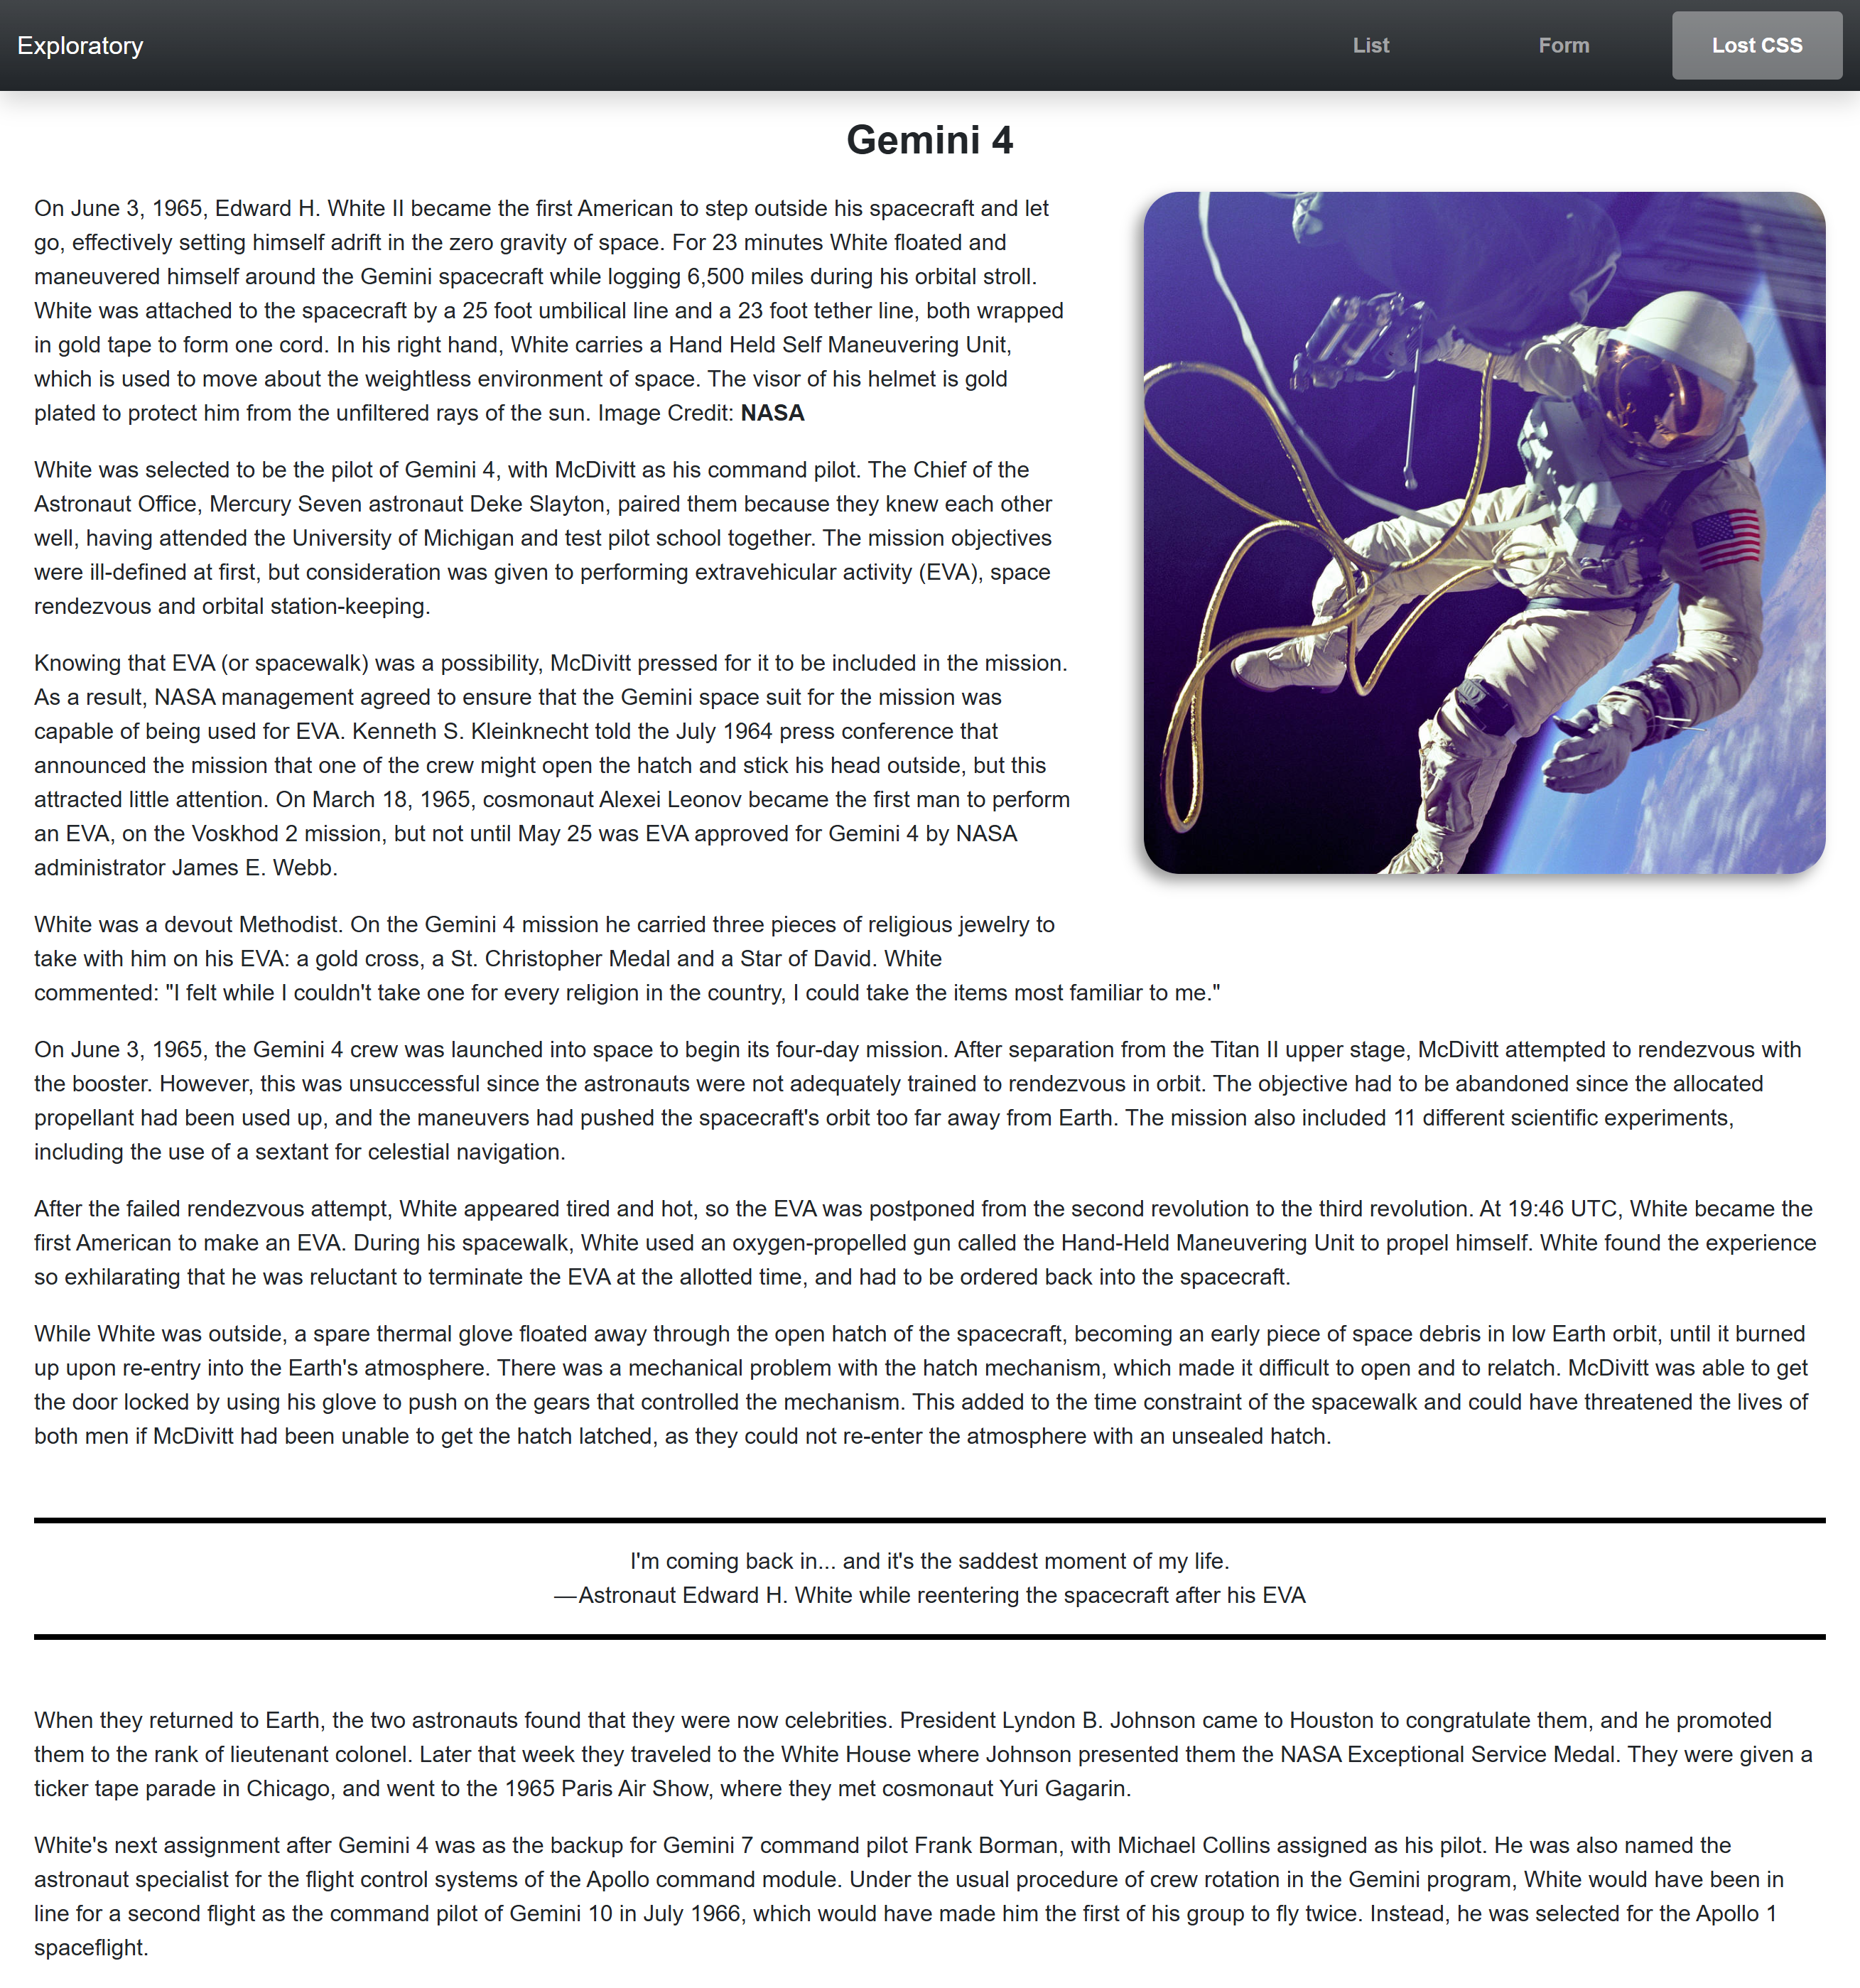 Exploratory
List
Form
Lost CSS
Gemini 4
On June 3, 1965, Edward H. White II became the first American to step outside his spacecraft and let
go, effectively setting himself adrift in the zero gravity of space. For 23 minutes White floated and
maneuvered himself around the Gemini spacecraft while logging 6,500 miles during his orbital stroll.
White was attached to the spacecraft by a 25 foot umbilical line and a 23 foot tether line, both wrapped
in gold tape to form one cord. In his right hand, White carries a Hand Held Self Maneuvering Unit,
which is used to move about the weightless environment of space. The visor of his helmet is gold
plated to protect him from the unfiltered rays of the sun. Image Credit: NASA
White was selected to be the pilot of Gemini 4, with McDivitt as his command pilot. The Chief of the
Astronaut Office, Mercury Seven astronaut Deke Slayton, paired them because they knew each other
well, having attended the University of Michigan and test pilot school together. The mission objectives
were ill-defined at first, but consideration was given to performing extravehicular activity (EVA), space
rendezvous and orbital station-keeping.
Knowing that EVA (or spacewalk) was a possibility, McDivitt pressed for it to be included in the mission.
As a result, NASA management agreed to ensure that the Gemini space suit for the mission was
capable of being used for EVA. Kenneth S. Kleinknecht told the July 1964 press conference that
announced the mission that one of the crew might open the hatch and stick his head outside, but this
attracted little attention. On March 18, 1965, cosmonaut Alexei Leonov became the first man to perform
an EVA, on the Voskhod 2 mission, but not until May 25 was EVA approved for Gemini 4 by NASA
administrator James E. Webb.
White was a devout Methodist. On the Gemini 4 mission he carried three pieces of religious jewelry to
take with him on his EVA: a gold cross, a St. Christopher Medal and a Star of David. White
commented: "I felt while I couldn't take one for every religion in the country, I could take the items most familiar to me."
On June 3, 1965, the Gemini 4 crew was launched into space to begin its four-day mission. After separation from the Titan II upper stage, McDivitt attempted to rendezvous with
the booster. However, this was unsuccessful since the astronauts were not adequately trained to rendezvous in orbit. The objective had to be abandoned since the allocated
propellant had been used up, and the maneuvers had pushed the spacecraft's orbit too far away from Earth. The mission also included 11 different scientific experiments,
including the use of a sextant for celestial navigation.
After the failed rendezvous attempt, White appeared tired and hot, so the EVA was postponed from the second revolution to the third revolution. At 19:46 UTC, White became the
first American to make an EVA. During his spacewalk, White used an oxygen-propelled gun called the Hand-Held Maneuvering Unit to propel himself. White found the experience
so exhilarating that he was reluctant to terminate the EVA at the allotted time, and had to be ordered back into the spacecraft.
While White was outside, a spare thermal glove floated away through the open hatch of the spacecraft, becoming an early piece of space debris in low Earth orbit, until it burned
up upon re-entry into the Earth's atmosphere. There was a mechanical problem with the hatch mechanism, which made it difficult to open and to relatch. McDivitt was able to get
the door locked by using his glove to push on the gears that controlled the mechanism. This added to the time constraint of the spacewalk and could have threatened the lives of
both men if McDivitt had been unable to get the hatch latched, as they could not re-enter the atmosphere with an unsealed hatch.
I'm coming back in... and it's the saddest moment of my life.
—Astronaut Edward H. White while reentering the spacecraft after his EVA
When they returned to Earth, the two astronauts found that they were now celebrities. President Lyndon B. Johnson came to Houston to congratulate them, and he promoted
them to the rank of lieutenant colonel. Later that week they traveled to the White House where Johnson presented them the NASA Exceptional Service Medal. They were given a
ticker tape parade in Chicago, and went to the 1965 Paris Air Show, where they met cosmonaut Yuri Gagarin.
White's next assignment after Gemini 4 was as the backup for Gemini 7 command pilot Frank Borman, with Michael Collins assigned as his pilot. He was also named the
astronaut specialist for the flight control systems of the Apollo command module. Under the usual procedure of crew rotation in the Gemini program, White would have been in
line for a second flight as the command pilot of Gemini 10 in July 1966, which would have made him the first of his group to fly twice. Instead, he was selected for the Apollo 1
spaceflight.